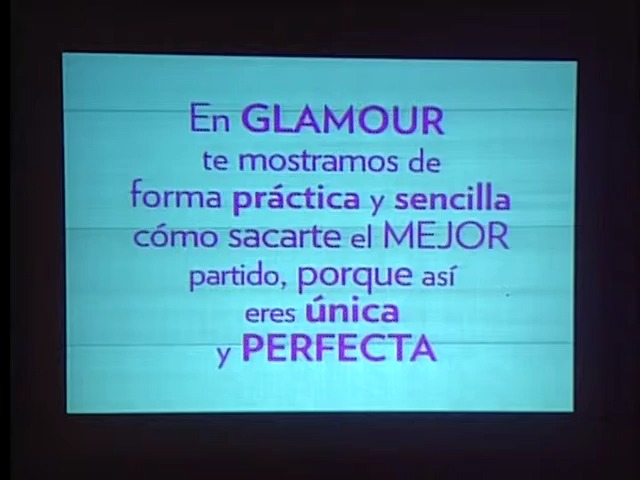 En GLAMOUR
te mostramos de
forma práctica y sencilla
cómo sacarte el MEJOR
partido, porque así
eres única
y PERFECTA